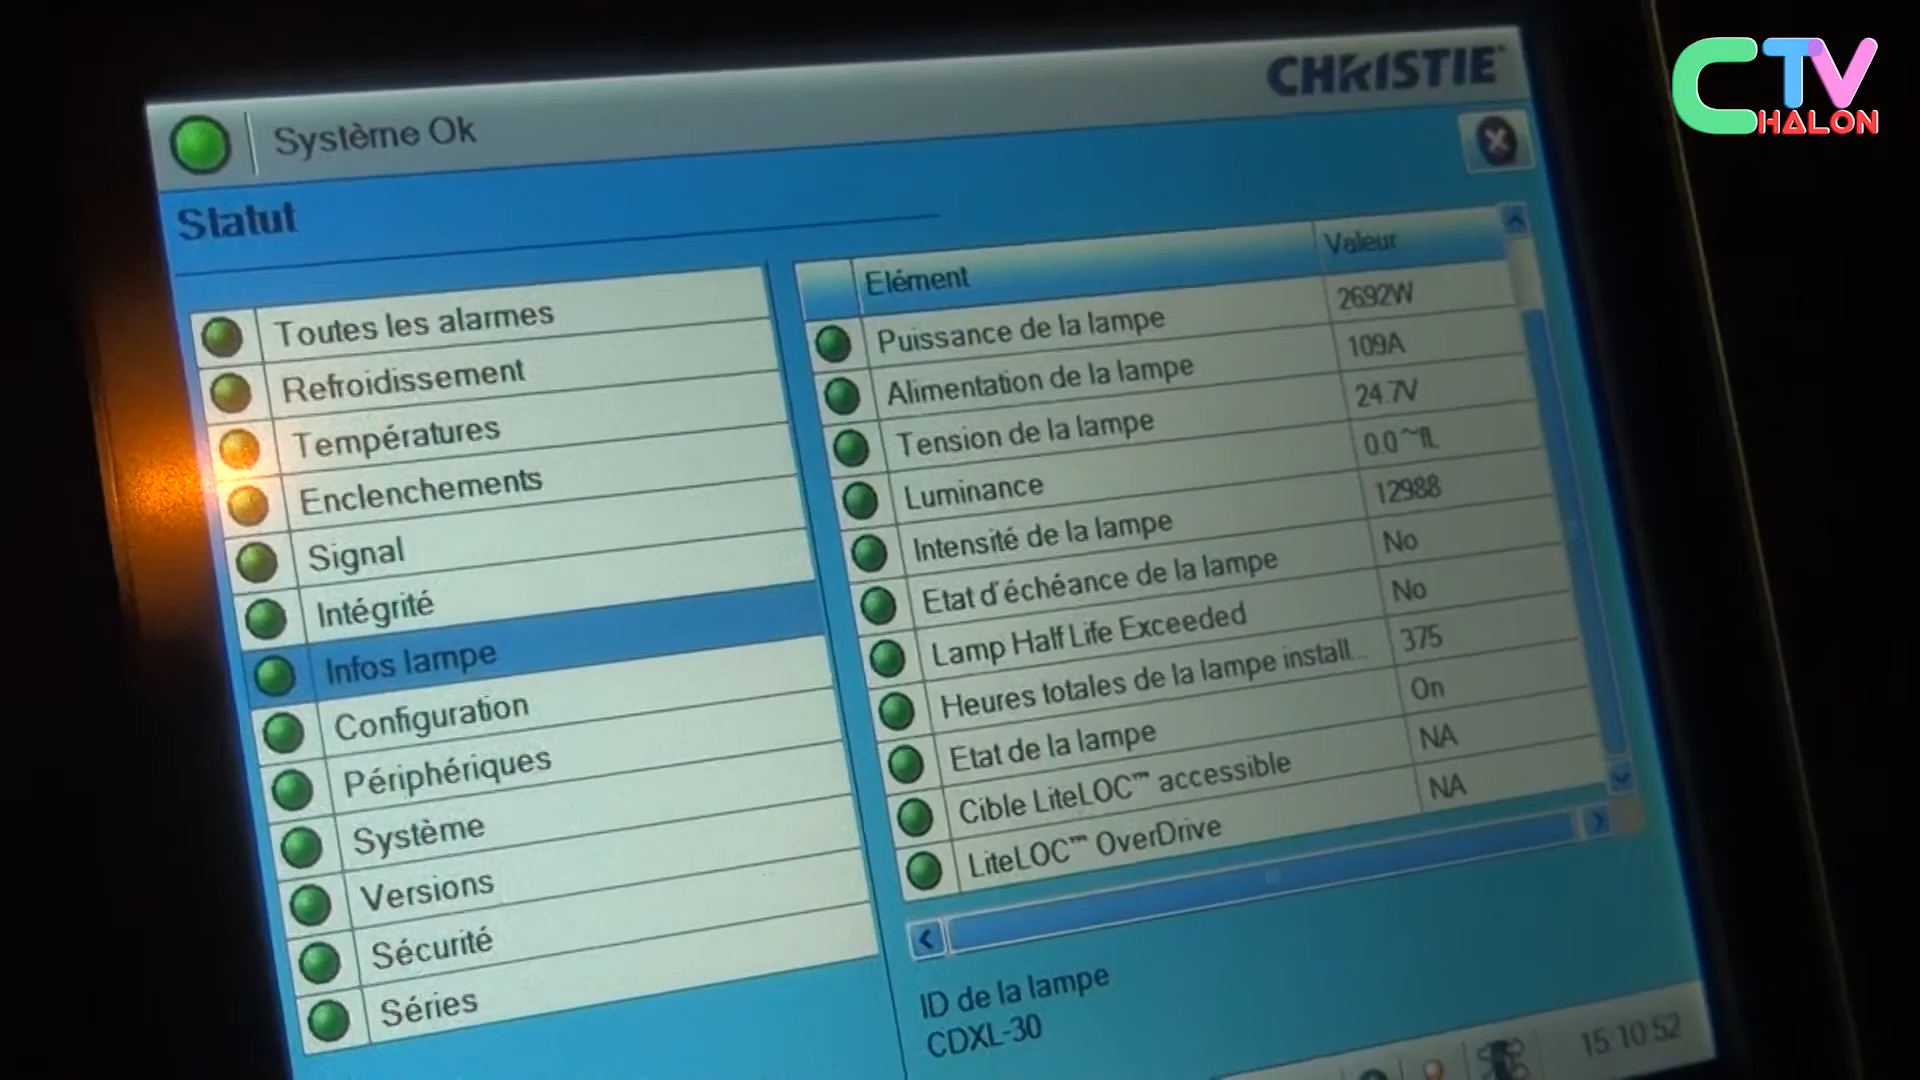 CTV
CHALON
CHRISTIE
Système Ok
Statut
Toutes les alarmes
Refroidissement
Températures
Enclenchements
Signal
Intégrité
Infos lampe
Configuration
Périphériques
Système
Versions
Sécurité
Séries
Elément Valeur
Puissance de la lampe 2692W
Alimentation de la lampe 109A
Tension de la lampe 24.7V
Luminance 0.0 ~fL
Intensité de la lampe 12988
Etat d'échéance de la lampe No
Lamp Half Life Exceeded No
Heures totales de la lampe install... 375
Etat de la lampe On
Cible LiteLOC™ accessible NA
LiteLOC™ OverDrive NA
ID de la lampe
CDXL-30
15:10:52